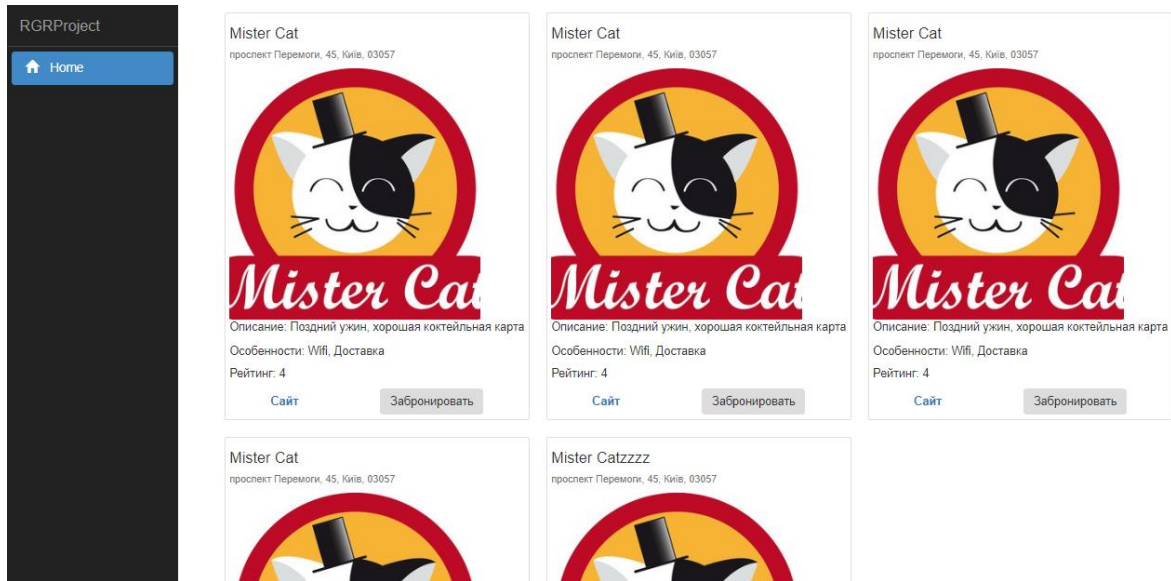 RGRProject
Home
Mister Cat
проспект Перемоги, 45, Київ, 03057
Mister Cat
Описание: Поздний ужин, хорошая коктейльная карта
Особенности: Wifi, Доставка
Рейтинг: 4
Сайт Забронировать
Mister Cat
проспект Перемоги, 45, Київ, 03057
Mister Cat
Описание: Поздний ужин, хорошая коктейльная карта
Особенности: Wifi, Доставка
Рейтинг: 4
Сайт Забронировать
Mister Cat
проспект Перемоги, 45, Київ, 03057
Mister Cat
Описание: Поздний ужин, хорошая коктейльная карта
Особенности: Wifi, Доставка
Рейтинг: 4
Сайт Забронировать
Mister Cat
проспект Перемоги, 45, Київ, 03057
Mister Catzzzz
проспект Перемоги, 45, Київ, 03057